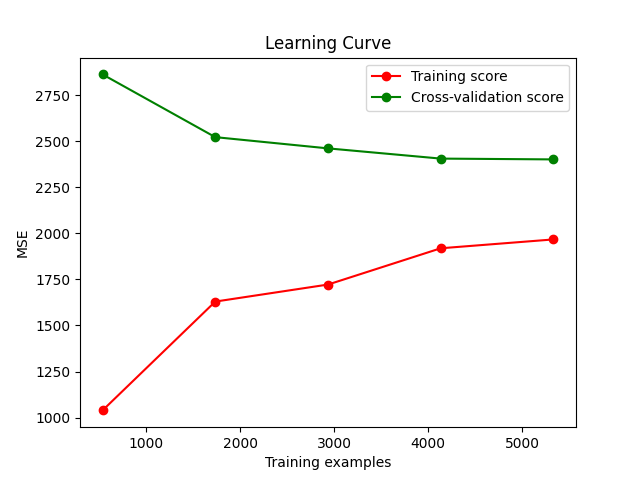 Learning Curve
Training score
Cross-validation score
2750
2500
2250
2000
1750
1500
1250
1000
MSE
1000 2000 3000 4000 5000
Training examples